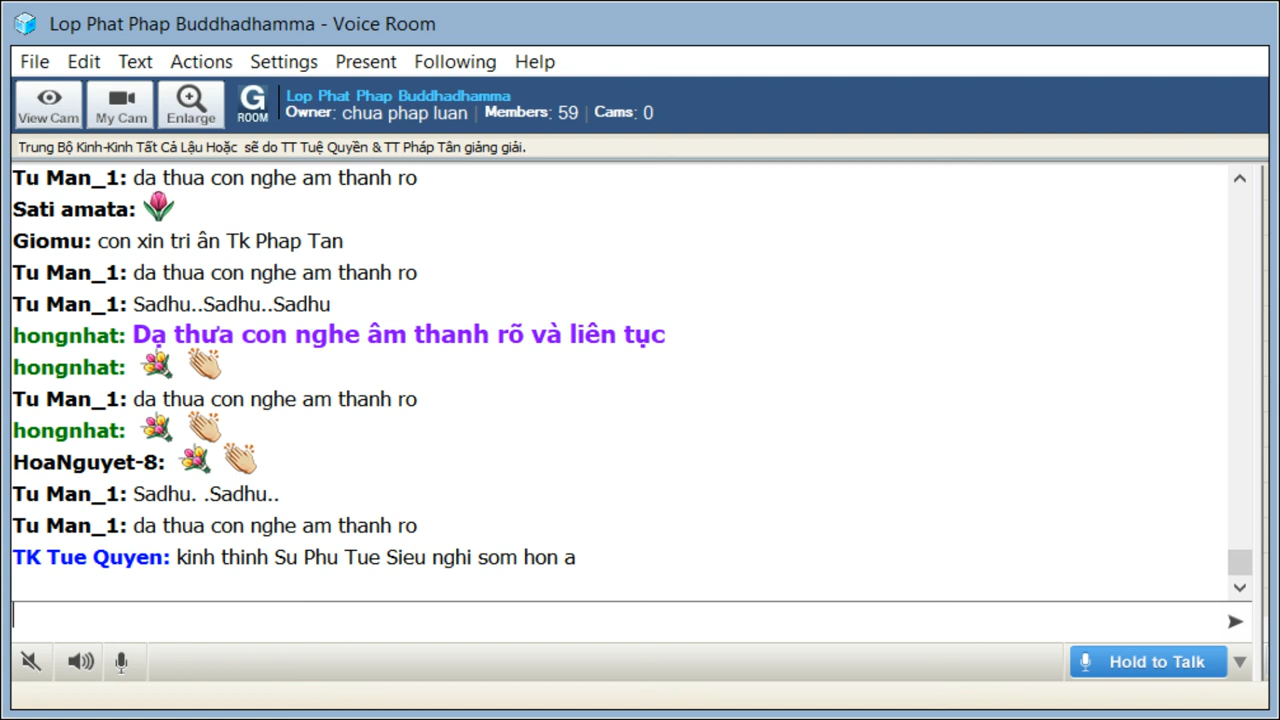 Lop Phat Phap Buddhadhamma - Voice Room
File Edit Text Actions Settings Present Following Help
View Cam My Cam Enlarge G ROOM
Lop Phat Phap Buddhadhamma
Owner: chua phap luan | Members: 59 | Cams: 0
Trung Bộ Kinh-Kinh Tất Cả Lậu Hoặc sẽ do TT Tuệ Quyền & TT Pháp Tân giảng giải.
Tu Man_1: da thua con nghe am thanh ro
Sati amata:
Giomu: con xin tri ân Tk Phap Tan
Tu Man_1: da thua con nghe am thanh ro
Tu Man_1: Sadhu..Sadhu..Sadhu
hongnhat: Dạ thưa con nghe âm thanh rõ và liên tục
hongnhat:
Tu Man_1: da thua con nghe am thanh ro
hongnhat:
HoaNguyet-8:
Tu Man_1: Sadhu. .Sadhu..
Tu Man_1: da thua con nghe am thanh ro
TK Tue Quyen: kinh thinh Su Phu Tue Sieu nghi som hon a
Hold to Talk